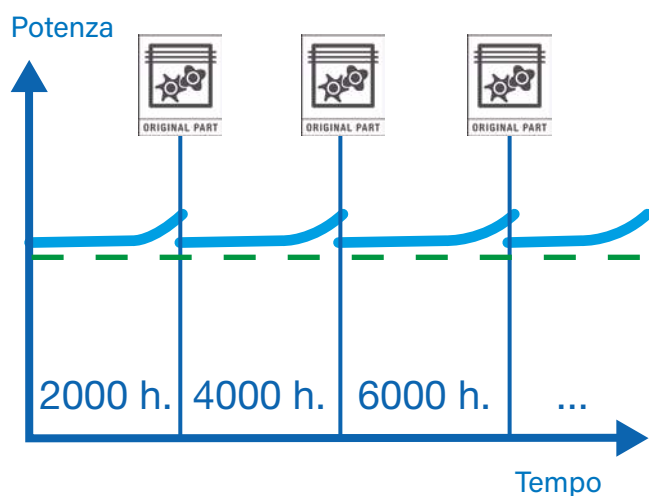 Potenza
ORIGINAL PART
ORIGINAL PART
ORIGINAL PART
2000 h.
4000 h.
6000 h.
...
Tempo